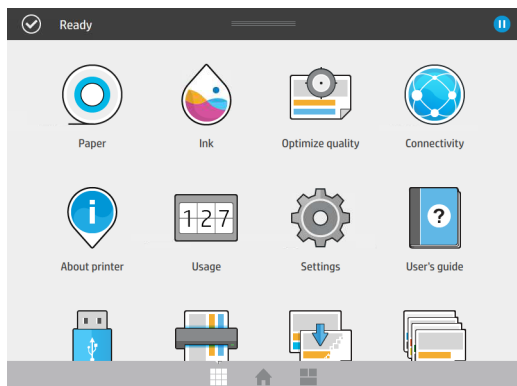 Ready
Paper
Ink
Optimize quality
Connectivity
i
127
?
About printer
Usage
Settings
User's guide